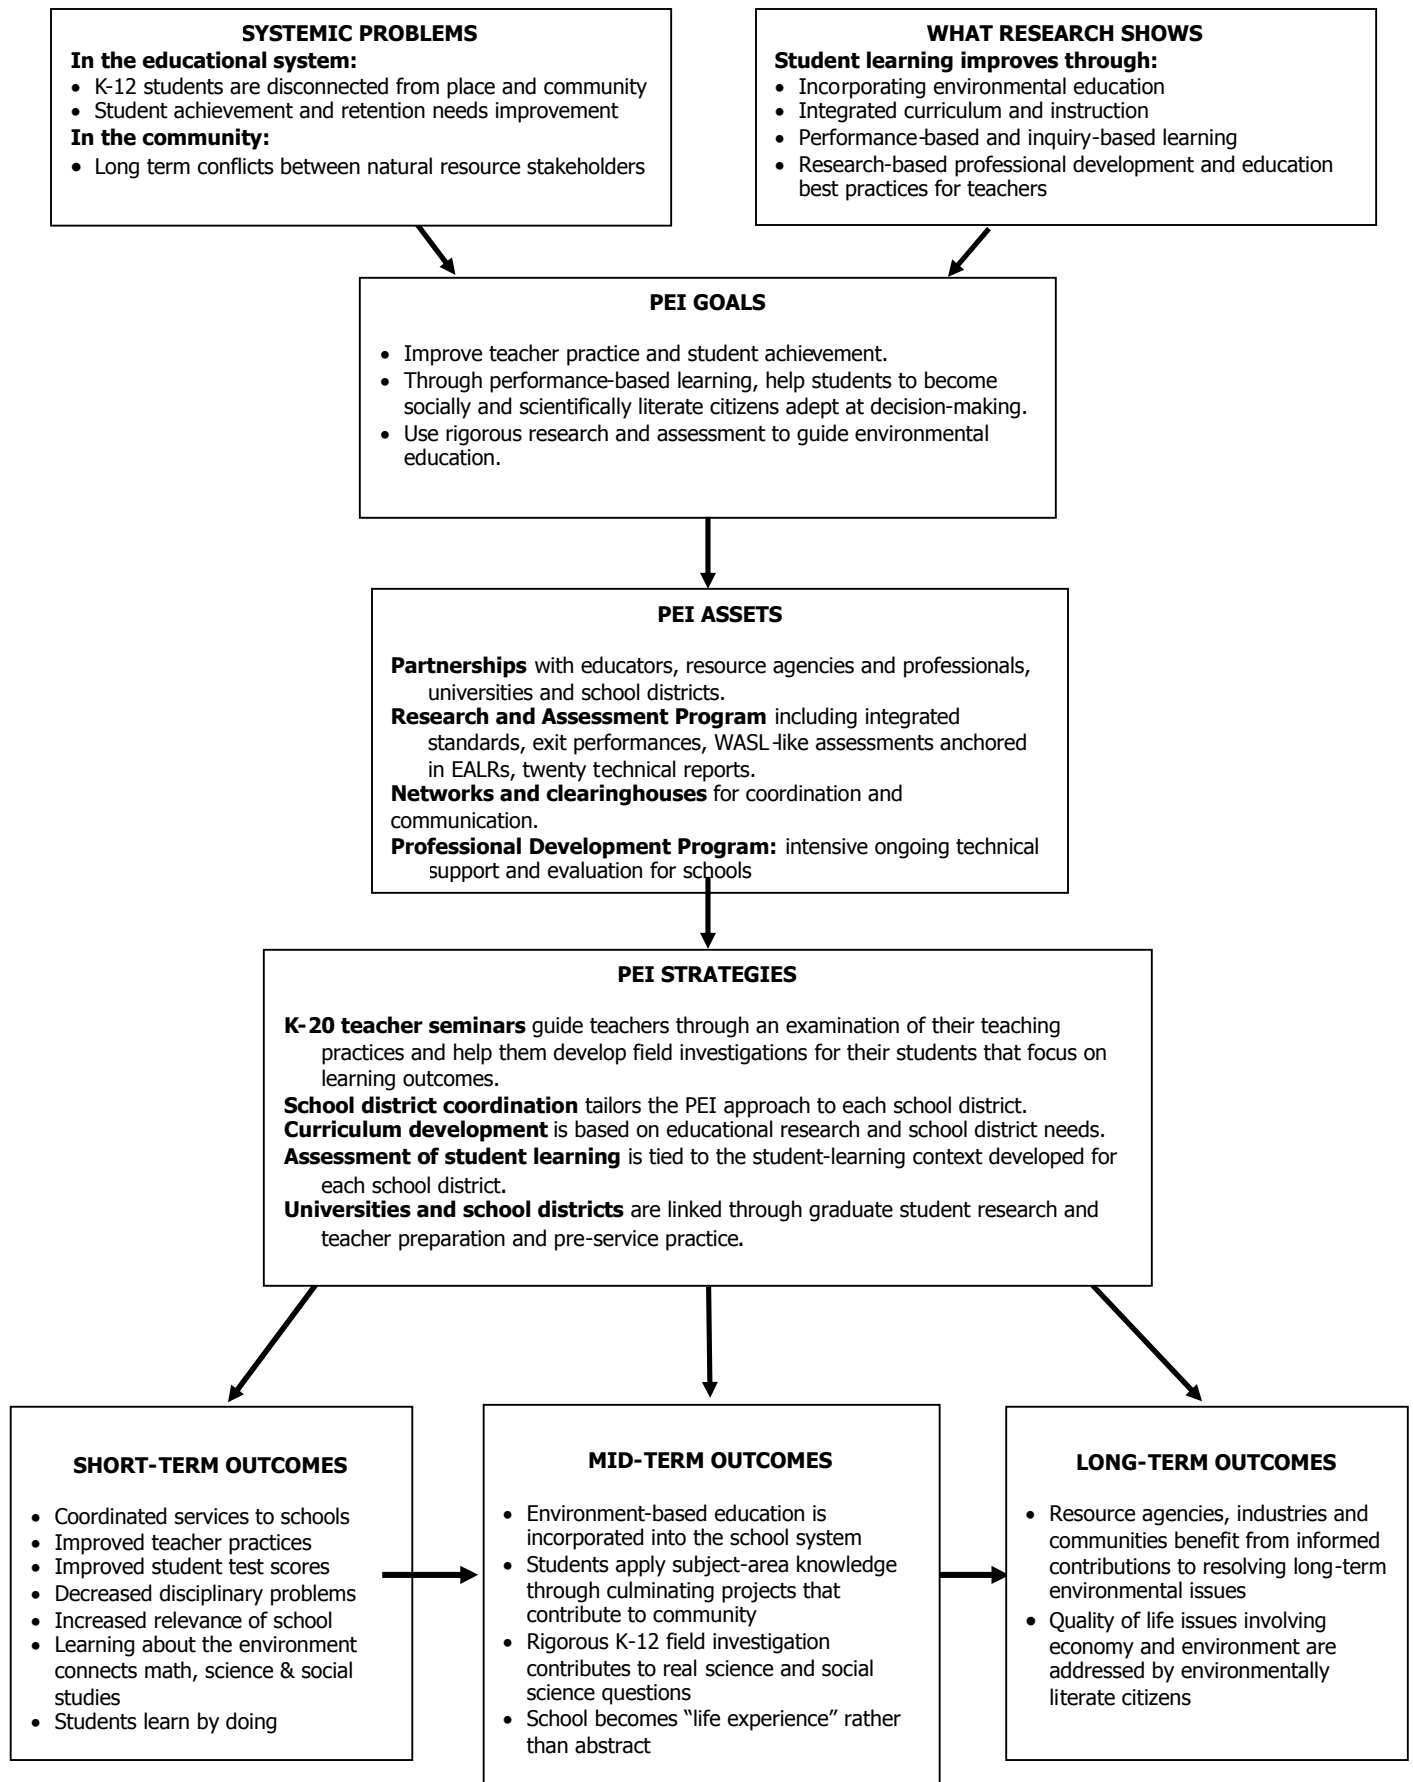 SYSTEMIC PROBLEMS
In the educational system:
• K-12 students are disconnected from place and community
• Student achievement and retention needs improvement
In the community:
• Long term conflicts between natural resource stakeholders
WHAT RESEARCH SHOWS
Student learning improves through:
• Incorporating environmental education
• Integrated curriculum and instruction
• Performance-based and inquiry-based learning
• Research-based professional development and education
best practices for teachers
PEI GOALS
• Improve teacher practice and student achievement.
• Through performance-based learning, help students to become
socially and scientifically literate citizens adept at decision-making.
• Use rigorous research and assessment to guide environmental
education.
PEI ASSETS
Partnerships with educators, resource agencies and professionals,
universities and school districts.
Research and Assessment Program including integrated
standards, exit performances, WASL-like assessments anchored
in EALRs, twenty technical reports.
Networks and clearinghouses for coordination and
communication.
Professional Development Program: intensive ongoing technical
support and evaluation for schools
PEI STRATEGIES
K-20 teacher seminars guide teachers through an examination of their teaching
practices and help them develop field investigations for their students that focus on
learning outcomes.
School district coordination tailors the PEI approach to each school district.
Curriculum development is based on educational research and school district needs.
Assessment of student learning is tied to the student-learning context developed for
each school district.
Universities and school districts are linked through graduate student research and
teacher preparation and pre-service practice.
SHORT-TERM OUTCOMES
• Coordinated services to schools
• Improved teacher practices
• Improved student test scores
• Decreased disciplinary problems
• Increased relevance of school
• Learning about the environment
connects math, science & social
studies
• Students learn by doing
MID-TERM OUTCOMES
• Environment-based education is
incorporated into the school system
• Students apply subject-area knowledge
through culminating projects that
contribute to community
• Rigorous K-12 field investigation
contributes to real science and social
science questions
• School becomes “life experience” rather
than abstract
LONG-TERM OUTCOMES
• Resource agencies, industries and
communities benefit from informed
contributions to resolving long-term
environmental issues
• Quality of life issues involving
economy and environment are
addressed by environmentally
literate citizens